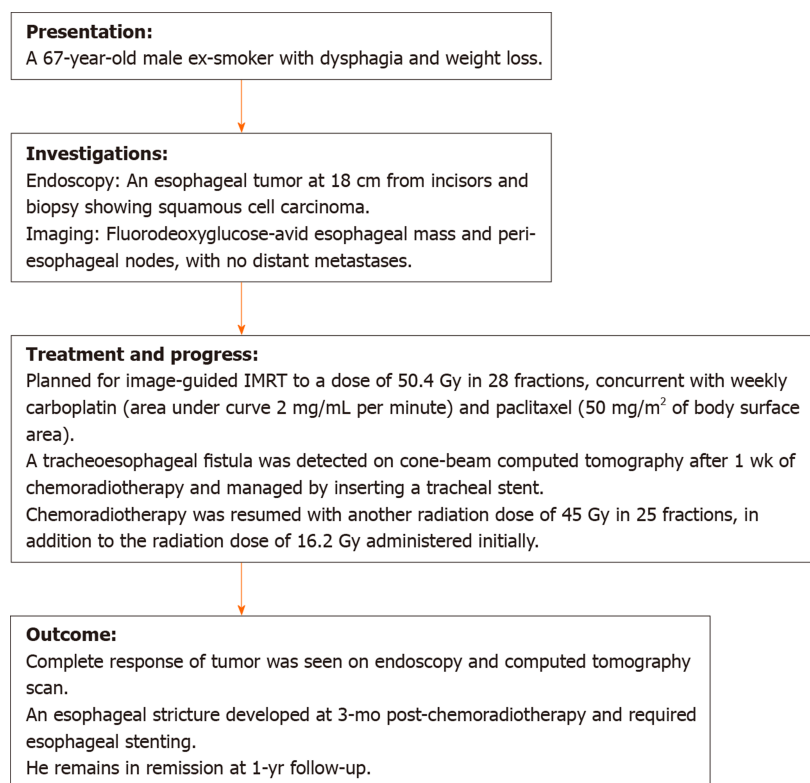 Presentation:
A 67-year-old male ex-smoker with dysphagia and weight loss.
Investigations:
Endoscopy: An esophageal tumor at 18 cm from incisors and
biopsy showing squamous cell carcinoma.
Imaging: Fluorodeoxyglucose-avid esophageal mass and peri-
esophageal nodes, with no distant metastases.
Treatment and progress:
Planned for image-guided IMRT to a dose of 50.4 Gy in 28 fractions, concurrent with weekly
carboplatin (area under curve 2 mg/mL per minute) and paclitaxel (50 mg/m² of body surface
area).
A tracheoesophageal fistula was detected on cone-beam computed tomography after 1 wk of
chemoradiotherapy and managed by inserting a tracheal stent.
Chemoradiotherapy was resumed with another radiation dose of 45 Gy in 25 fractions, in
addition to the radiation dose of 16.2 Gy administered initially.
Outcome:
Complete response of tumor was seen on endoscopy and computed tomography
scan.
An esophageal stricture developed at 3-mo post-chemoradiotherapy and required
esophageal stenting.
He remains in remission at 1-yr follow-up.